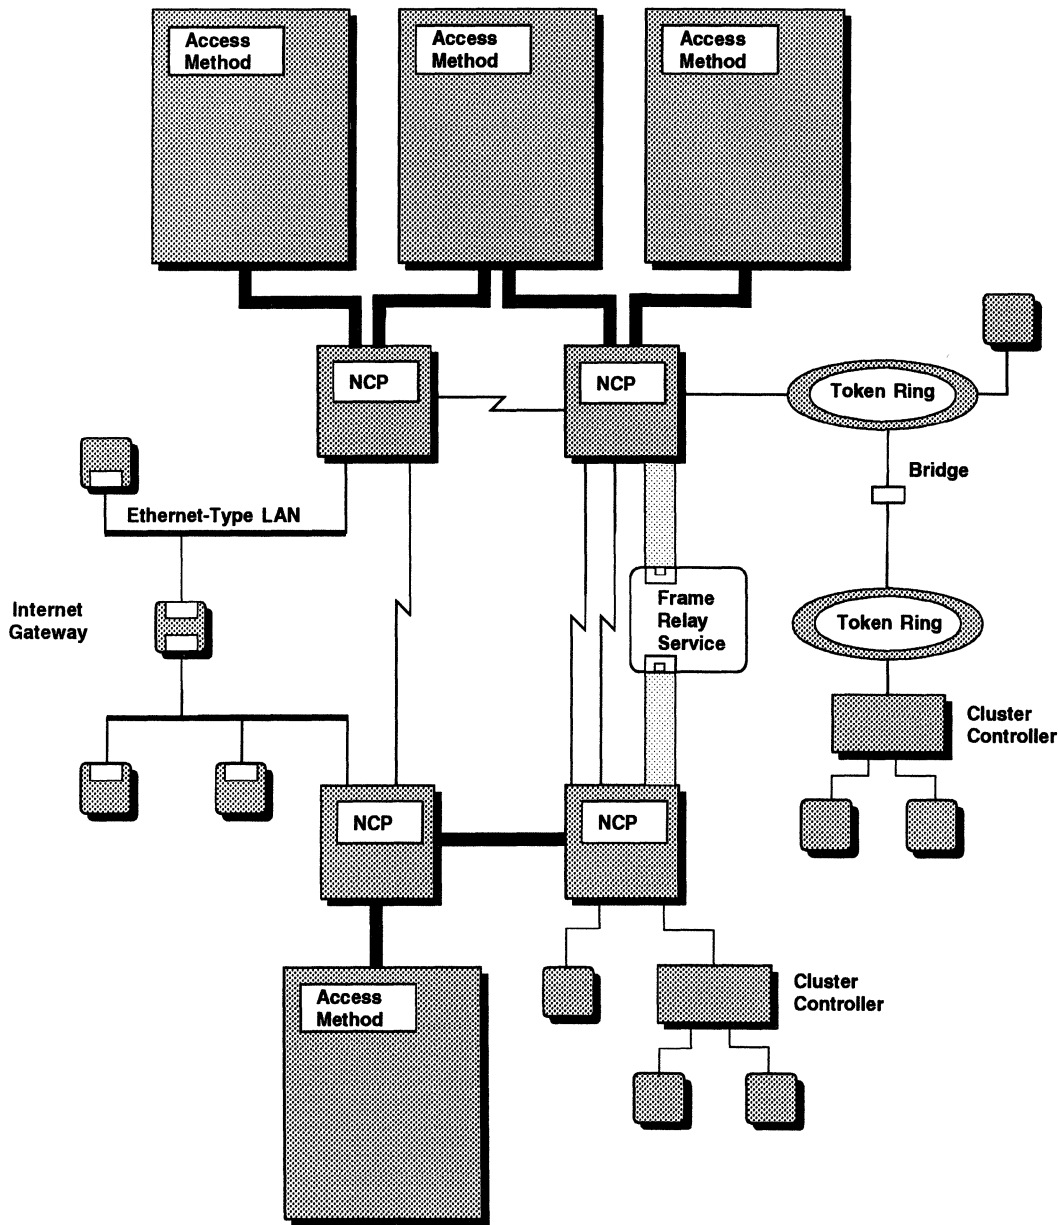 Access
Method
Access
Method
Access
Method
NCP
NCP
Token Ring
Bridge
Ethernet-Type LAN
Internet
Gateway
Frame
Relay
Service
Token Ring
Cluster
Controller
NCP
NCP
Access
Method
Cluster
Controller